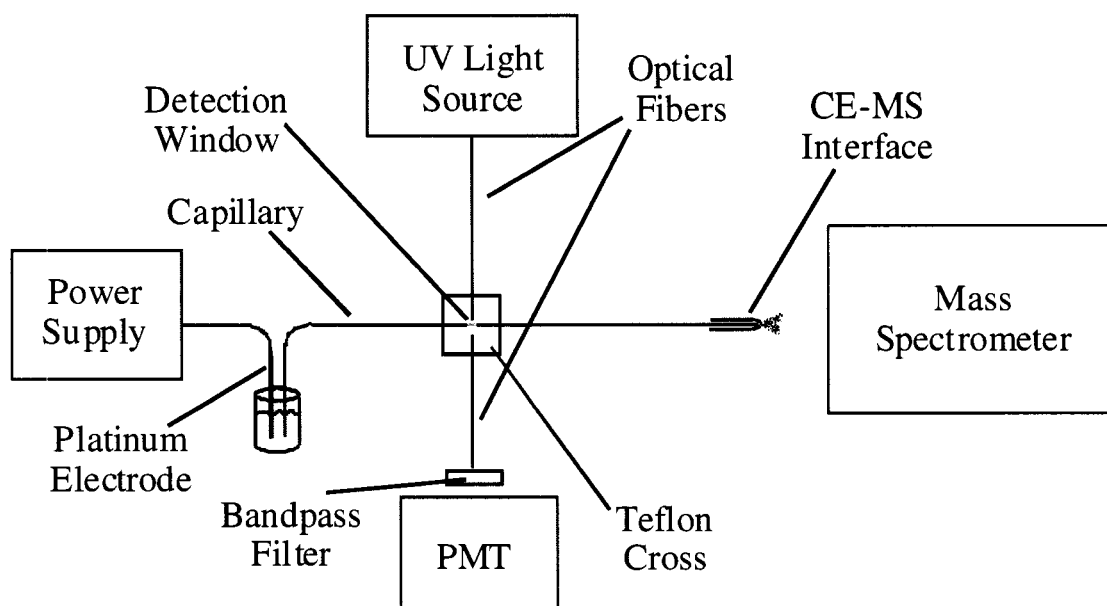 UV Light
Source
Optical
Fibers
Detection
Window
CE-MS
Interface
Capillary
Power
Supply
Mass
Spectrometer
Platinum
Electrode
Bandpass
Filter
PMT
Teflon
Cross